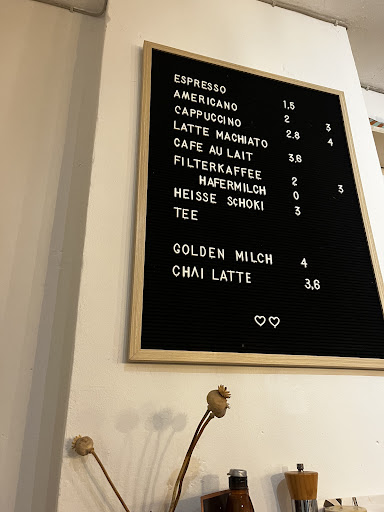 ESPRESSO 1,5
AMERICANO 2 3
CAPPUCCINO 2.8 4
LATTE MACHIATO 3,6
CAFE AU LAIT
FILTERKAFFEE 2 3
HAFERMILCH 0
HEISSE SCHOKI 3
TEE
GOLDEN MILCH 4
CHAI LATTE 3,6
♡♡